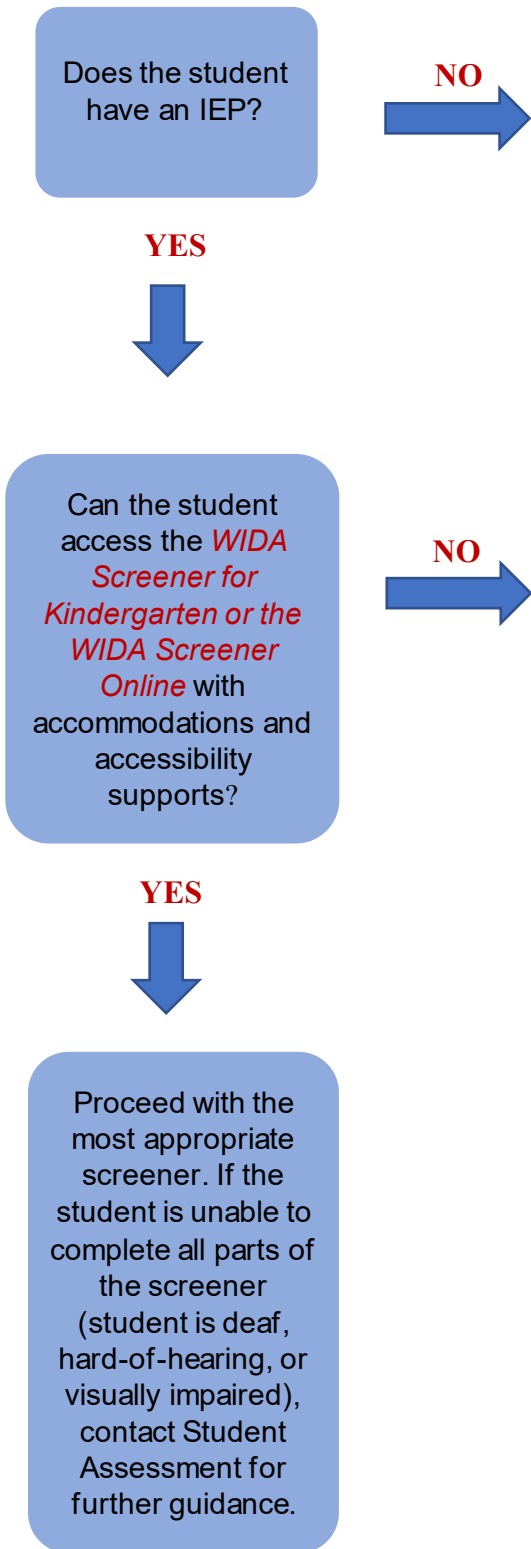 Does the student
have an IEP?
NO
YES
Can the student
access the WIDA
Screener for
Kindergarten or the
WIDA Screener
Online with
accommodations and
accessibility
supports?
NO
YES
Proceed with the
most appropriate
screener. If the
student is unable to
complete all parts of
the screener
(student is deaf,
hard-of-hearing, or
visually impaired),
contact Student
Assessment for
further guidance.